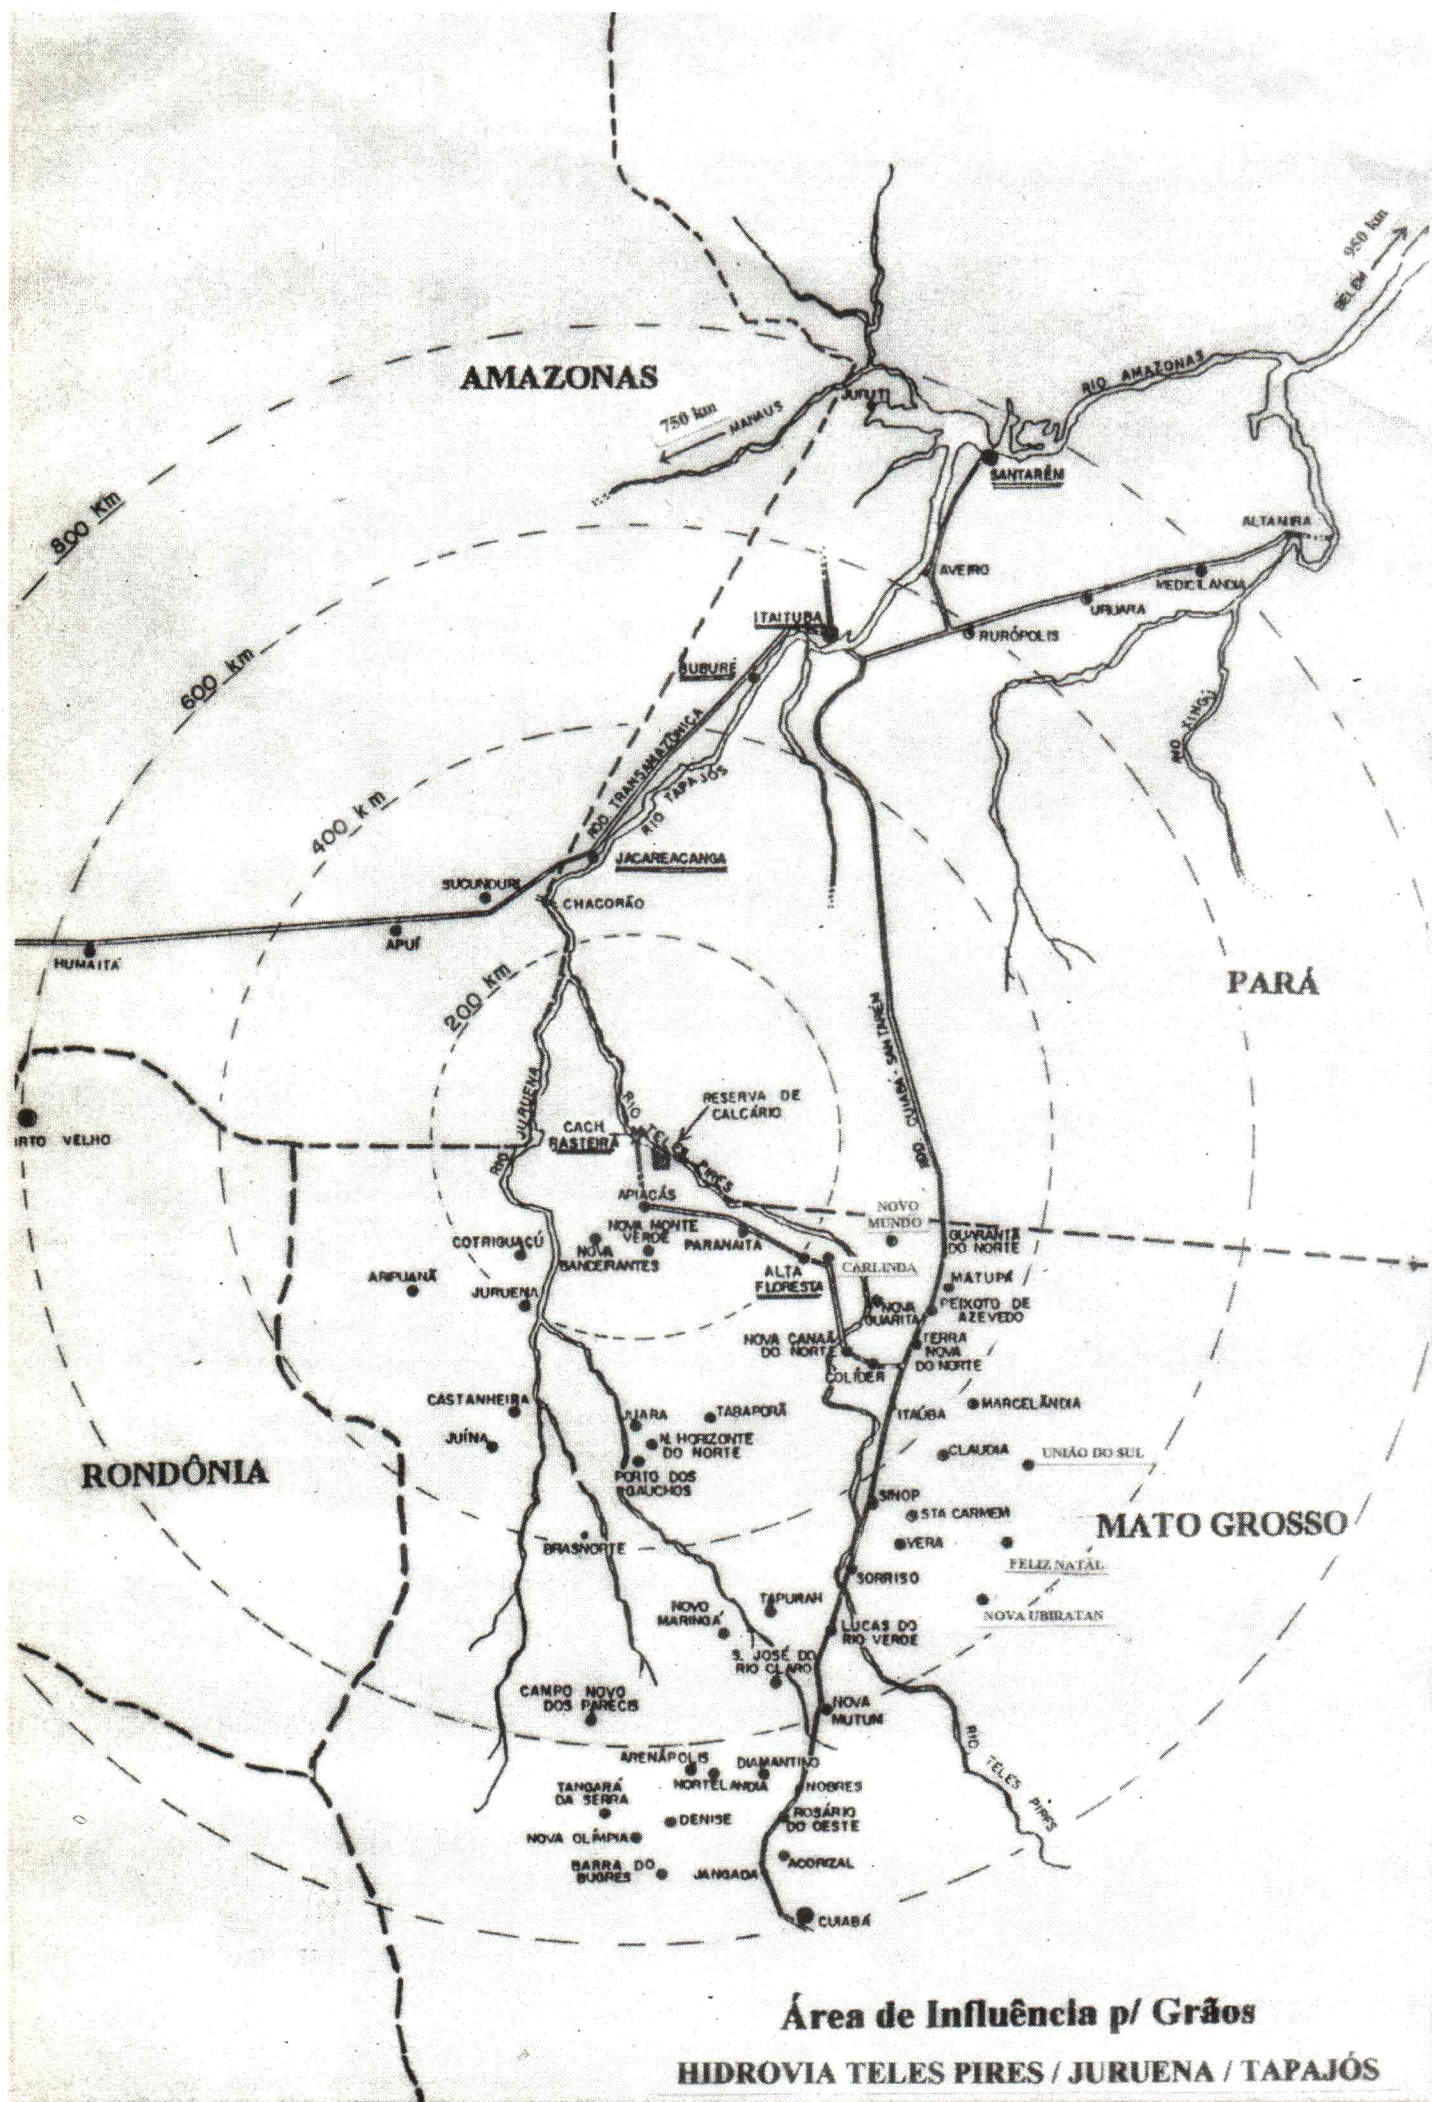 950 km
BELÉM
AMAZONAS
RIO AMAZONAS
750 km
MANAUS
JURUTI
SANTARÉM
800 Km
ALTAMIRA
AVEIRO
MEDICILANDIA
URUARA
ITAITUBA
RURÓPOLIS
BUBURÉ
600 km
RIO XINGÚ
ROD TRANSAMAZÔNICA
RIO TAPAJÓS
400 km
JACAREACANGA
SUCUNDURI
CHACORÃO
APUÍ
HUMAITÁ
200 km
PARÁ
ROD CUIABÁ-SANTARÉM
RIO JURUENA
RIO TELES PIRES
RESERVA DE
CALCÁRIO
CACH.
RASTEIRA
RTO VELHO
APIACÁS
NOVO
MUNDO
NOVA MONTE
VERDE
PARANAITA
GUARANTÃ
DO NORTE
COTRIGUAÇÚ
NOVA
BANDEIRANTES
ALTA
FLORESTA
CARLINDA
ARIPUANÃ
JURUENA
MATUPÁ
NOVA
GUARITA
PEIXOTO DE
AZEVEDO
NOVA CANAÃ
DO NORTE
TERRA
NOVA
DO NORTE
COLÍDER
CASTANHEIRA
JUARA
TABAPORÃ
ITAÚBA
MARCELÂNDIA
JUÍNA
N. HORIZONTE
DO NORTE
CLAUDIA
UNIÃO DO SUL
RONDÔNIA
PORTO DOS
GAUCHOS
SINOP
STA CARMEM
MATO GROSSO
BRASNORTE
VERA
FELIZ NATAL
SORRISO
TAPURAH
NOVO
MARINGÁ
NOVA UBIRATAN
LUCAS DO
RIO VERDE
S. JOSÉ DO
RIO CLARO
CAMPO NOVO
DOS PARECIS
NOVA
MUTUM
RIO TELES PIRES
ARENÁPOLIS
DIAMANTINO
NORTELANDIA
NOBRES
TANGARÁ
DA SERRA
ROSÁRIO
DO OESTE
DENISE
NOVA OLÍMPIA
BARRA DO
BUGRES
JANGADA
ACORIZAL
CUIABÁ
Área de Influência p/ Grãos
HIDROVIA TELES PIRES / JURUENA / TAPAJÓS